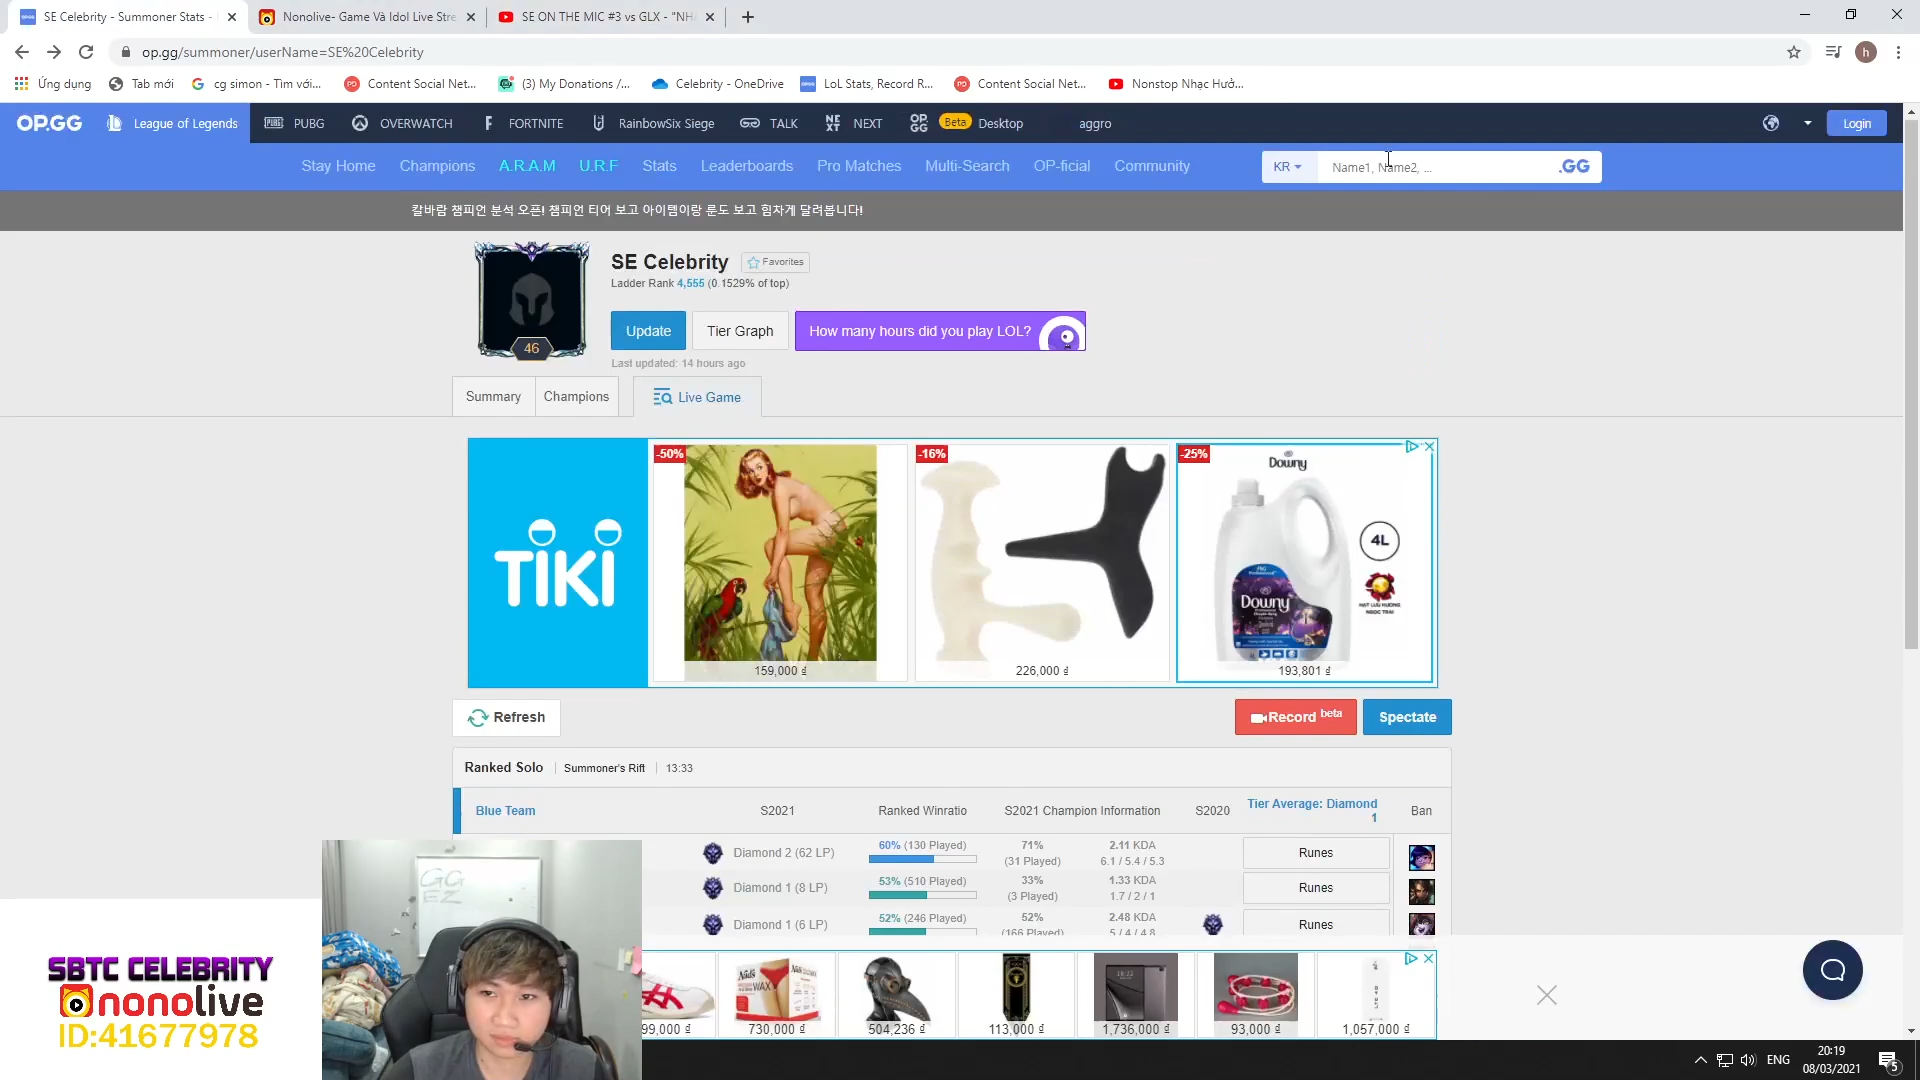 SE Celebrity - Summoner Stats -
Nonolive- Game Và Idol Live Stre
SE ON THE MIC #3 vs GLX - "NH
op.gg/summoner/userName=SE%20Celebrity
h
Ứng dụng
Tab mới
cg simon - Tìm với...
Content Social Net...
(3) My Donations /...
Celebrity - OneDrive
LoL Stats, Record R...
Content Social Net...
Nonstop Nhạc Hưở...
OP.GG
League of Legends
PUBG
OVERWATCH
FORTNITE
RainbowSix Siege
TALK
NEXT
Beta Desktop
aggro
Login
Stay Home
Champions
A.R.A.M
U.R.F
Stats
Leaderboards
Pro Matches
Multi-Search
OP-ficial
Community
KR
Name1, Name2, ...
.GG
칼바람 챔피언 분석 오픈! 챔피언 티어 보고 아이템이랑 룬도 보고 힘차게 달려봅니다!
46
SE Celebrity
Favorites
Ladder Rank 4,555 (0.1529% of top)
Update
Tier Graph
How many hours did you play LOL?
Last updated: 14 hours ago
Summary
Champions
Live Game
TIKI
-50%
159,000 ₫
-16%
226,000 ₫
-25%
Downy
4L
Downy
193,801 ₫
Refresh
Record beta
Spectate
Ranked Solo
Summoner's Rift
13:33
Blue Team
S2021
Ranked Winratio
S2021 Champion Information
S2020
Tier Average: Diamond 1
Ban
Diamond 2 (62 LP)
60% (130 Played)
71%
(31 Played)
2.11 KDA
6.1 / 5.4 / 5.3
Runes
Diamond 1 (8 LP)
53% (510 Played)
33%
(3 Played)
1.33 KDA
1.7 / 2 / 1
Runes
Diamond 1 (6 LP)
52% (246 Played)
52%
(166 Played)
2.48 KDA
5 / 4 / 4.8
Runes
GG
EZ
SBTC CELEBRITY
nonolive
ID:41677978
99,000 ₫
730,000 ₫
504,236 ₫
113,000 ₫
1,736,000 ₫
93,000 ₫
1,057,000 ₫
ENG
20:19
08/03/2021
5